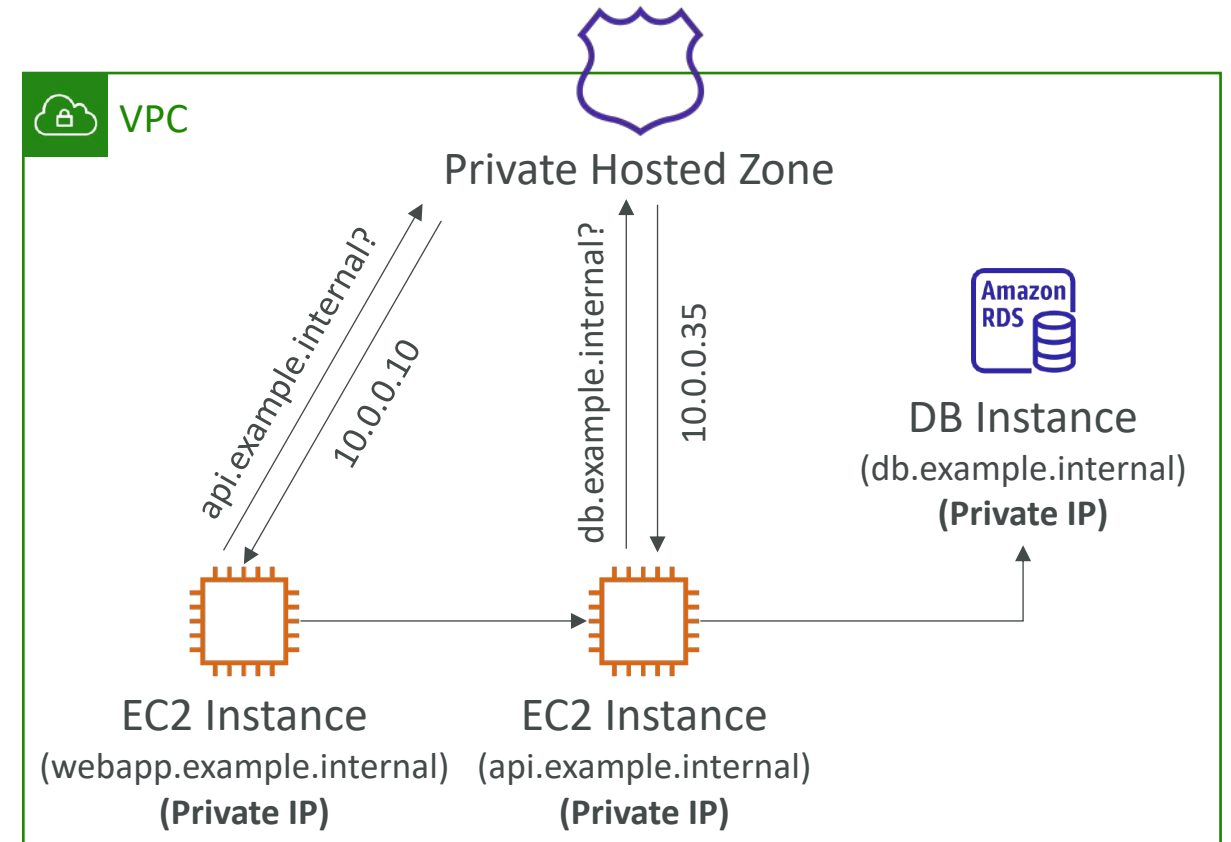 VPC
Private Hosted Zone
api.example.internal?
10.0.0.10
db.example.internal?
10.0.0.35
Amazon
RDS
DB Instance
(db.example.internal)
(Private IP)
EC2 Instance
(webapp.example.internal)
(Private IP)
EC2 Instance
(api.example.internal)
(Private IP)